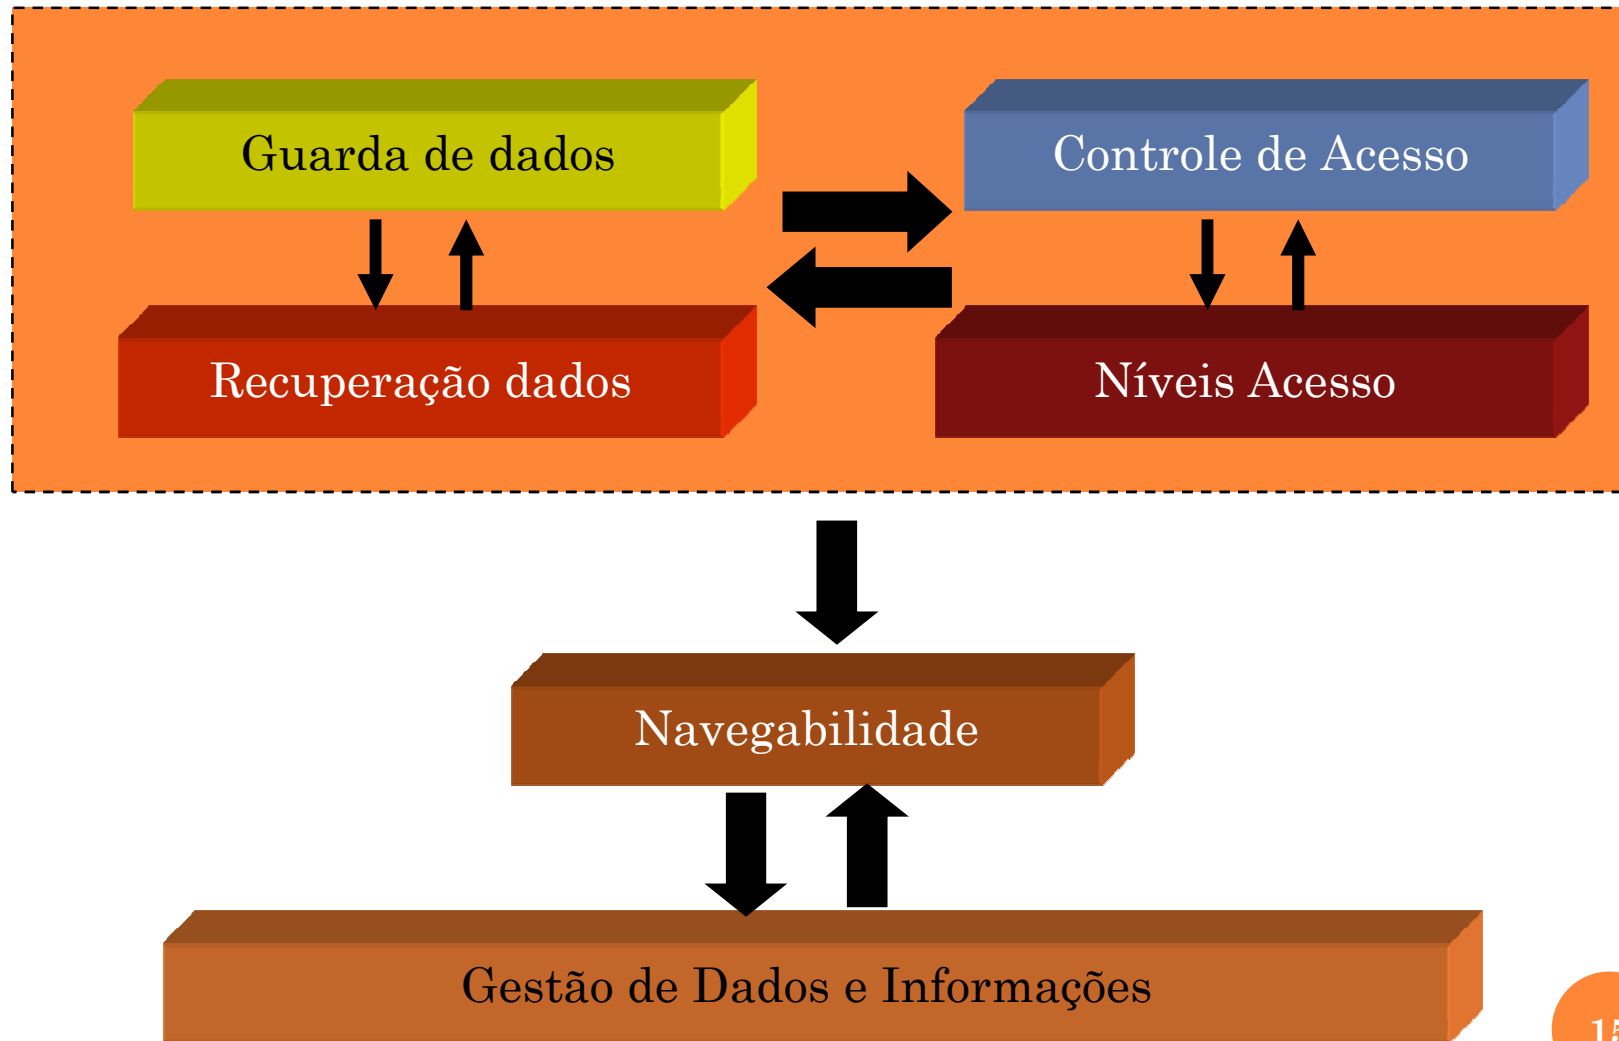 Guarda de dados
Controle de Acesso
Recuperação dados
Níveis Acesso
Navegabilidade
Gestão de Dados e Informações